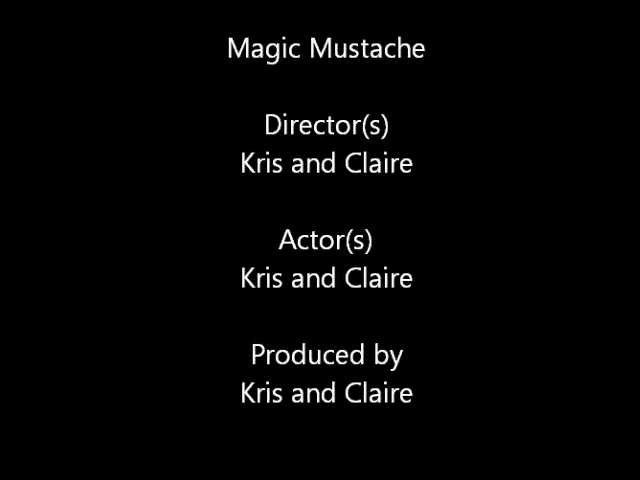 Magic Mustache
Director(s)
Kris and Claire
Actor(s)
Kris and Claire
Produced by
Kris and Claire